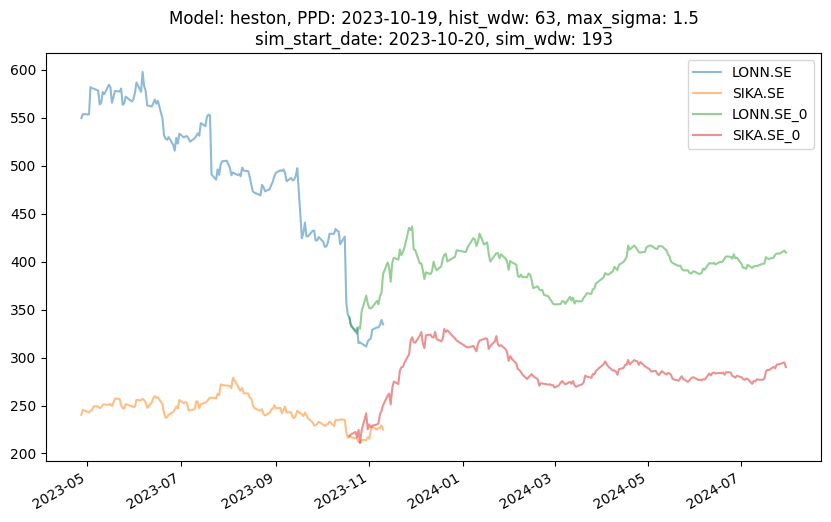 Model: heston, PPD: 2023-10-19, hist_wdw: 63, max_sigma: 1.5
sim_start_date: 2023-10-20, sim_wdw: 193
LONN.SE
SIKA.SE
LONN.SE_0
SIKA.SE_0
600
550
500
450
400
350
300
250
200
2023-05
2023-07
2023-09
2023-11
2024-01
2024-03
2024-05
2024-07